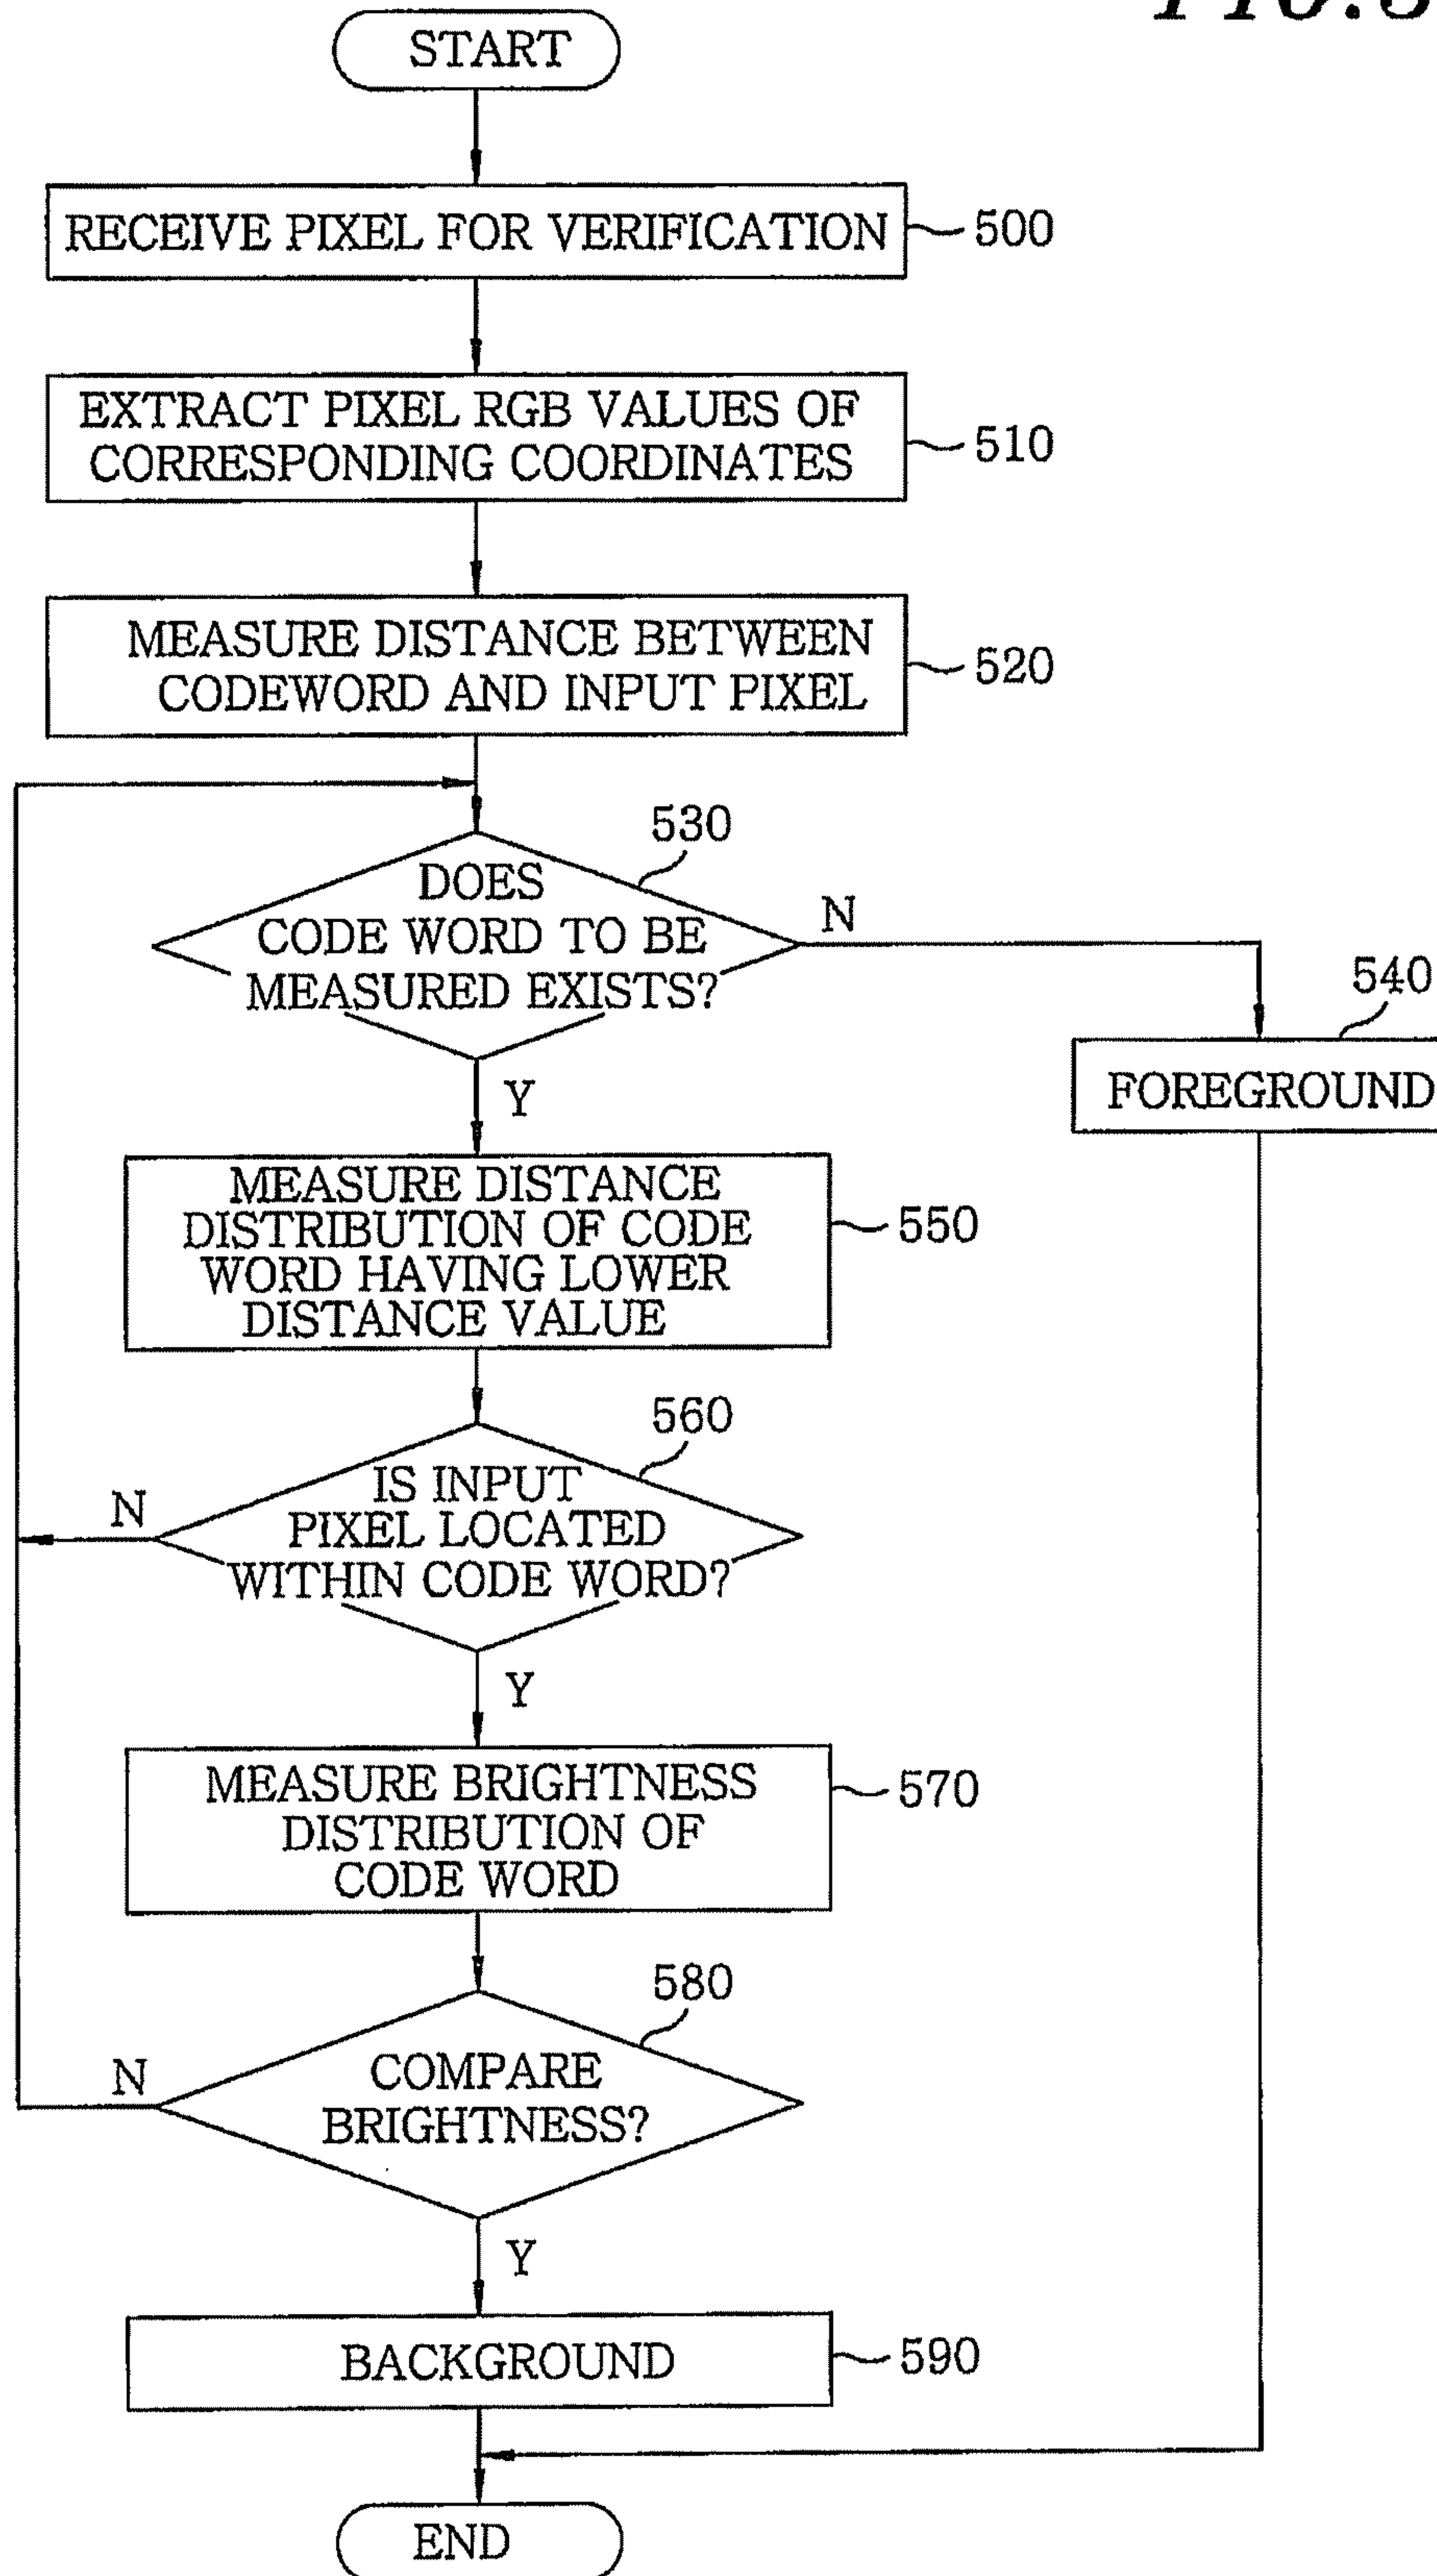 START
RECEIVE PIXEL FOR VERIFICATION
500
EXTRACT PIXEL RGB VALUES OF
CORRESPONDING COORDINATES
510
MEASURE DISTANCE BETWEEN
CODEWORD AND INPUT PIXEL
520
530
DOES
CODE WORD TO BE
MEASURED EXISTS?
N
540
FOREGROUND
Y
MEASURE DISTANCE
DISTRIBUTION OF CODE
WORD HAVING LOWER
DISTANCE VALUE
550
560
IS INPUT
PIXEL LOCATED
WITHIN CODE WORD?
N
Y
MEASURE BRIGHTNESS
DISTRIBUTION OF
CODE WORD
570
580
COMPARE
BRIGHTNESS?
N
Y
BACKGROUND
590
END